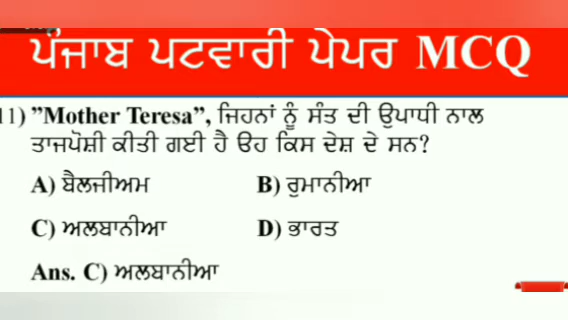 ਪੰਜਾਬ ਪਟਵਾਰੀ ਪੇਪਰ MCQ
11) ”Mother Teresa”, ਜਿਹਨਾਂ ਨੂੰ ਸੰਤ ਦੀ ਉਪਾਧੀ ਨਾਲ
ਤਾਜਪੋਸ਼ੀ ਕੀਤੀ ਗਈ ਹੈ ਉਹ ਕਿਸ ਦੇਸ਼ ਦੇ ਸਨ?
A) ਬੈਲਜੀਅਮ B) ਰੁਮਾਨੀਆ
C) ਅਲਬਾਨੀਆ D) ਭਾਰਤ
Ans. C) ਅਲਬਾਨੀਆ